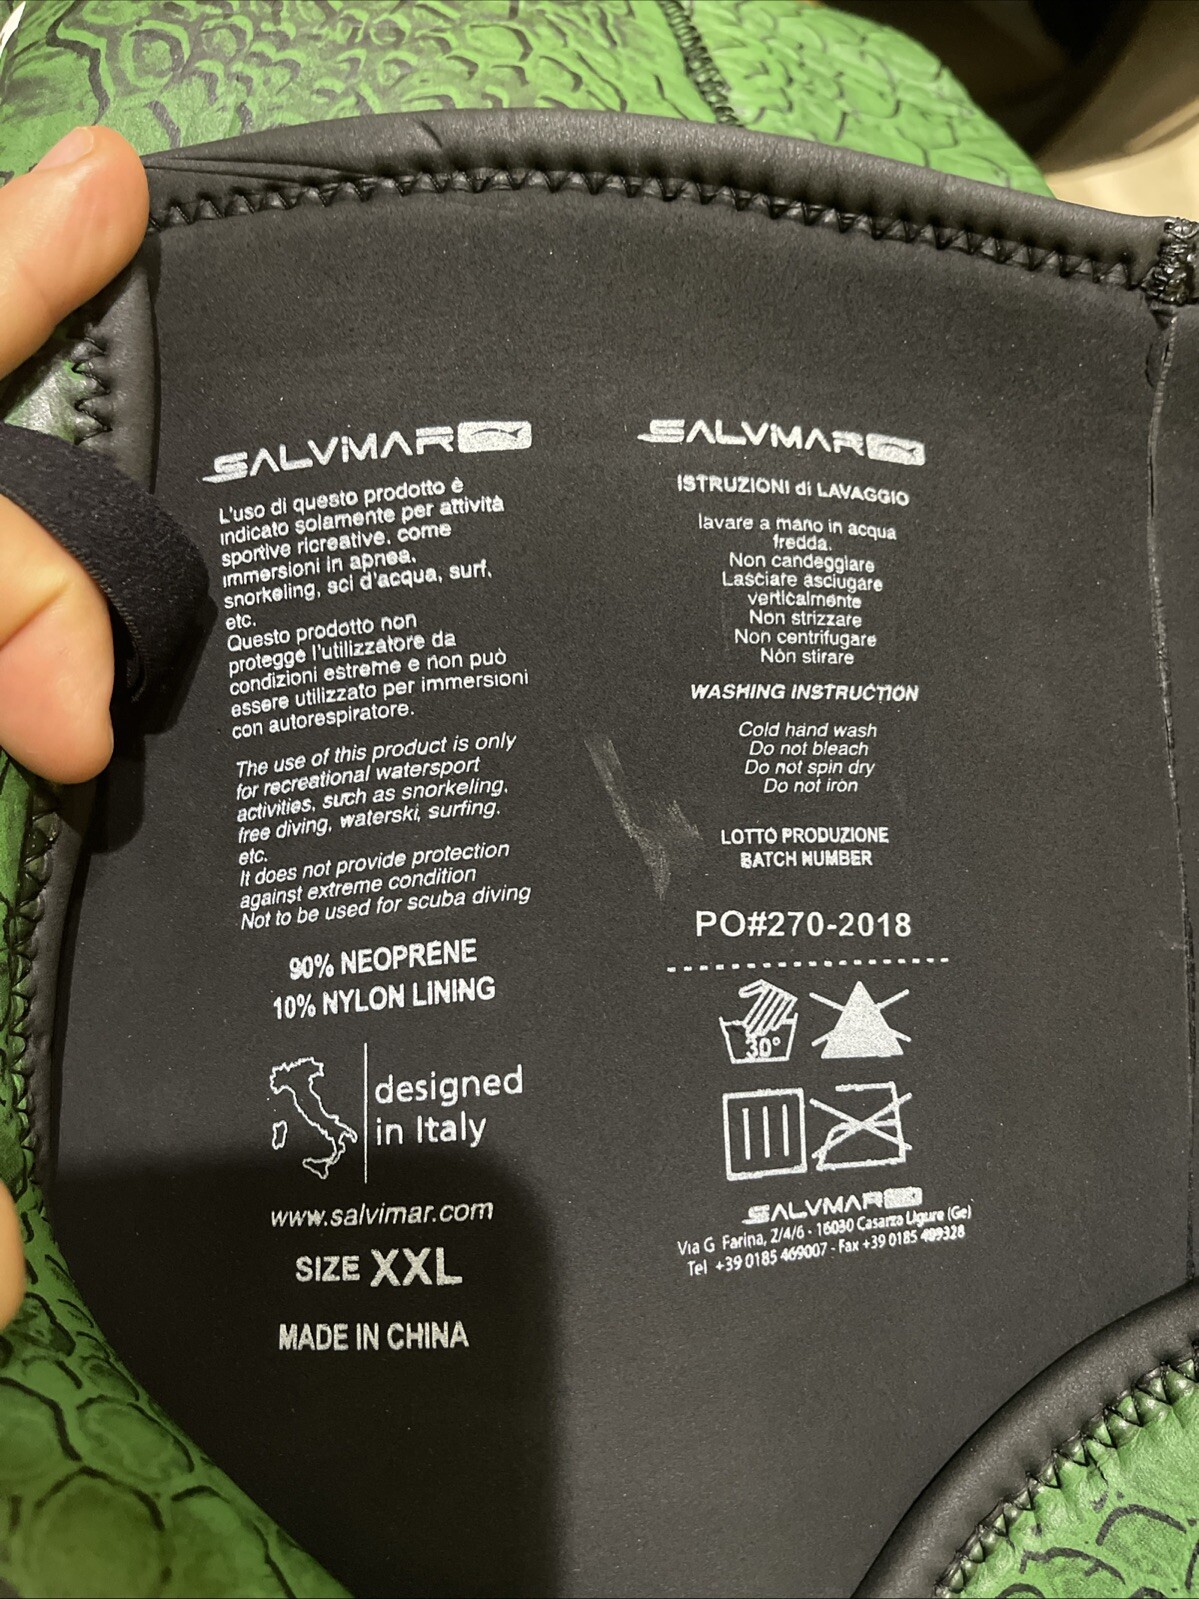 SALViMAR
L'uso di questo prodotto è
indicato solamente per attività
sportive ricreative, come
immersioni in apnea,
snorkeling, sci d'acqua, surf,
etc.
Questo prodotto non
protegge l'utilizzatore da
condizioni estreme e non può
essere utilizzato per immersioni
con autorespiratore.
The use of this product is only
for recreational watersport
activities, such as snorkeling,
free diving, waterski, surfing.
etc.
It does not provide protection
against extreme condition
Not to be used for scuba diving
90% NEOPRENE
10% NYLON LINING
designed
in Italy
www.salvimar.com
SIZE XXL
MADE IN CHINA
SALVIMAR
ISTRUZIONI di LAVAGGIO
lavare a mano in acqua
fredda.
Non candeggiare
Lasciare asciugare
verticalmente
Non strizzare
Non centrifugare
Non stirare
WASHING INSTRUCTION
Cold hand wash
Do not bleach
Do not spin dry
Do not iron
LOTTO PRODUZIONE
BATCH NUMBER
PO#270-2018
30°
SALVIMAR
Via G Farina, 2/4/6 - 16030 Casarza Ligure (Ge)
Tel +39 0185 469007 - Fax +39 0185 499328